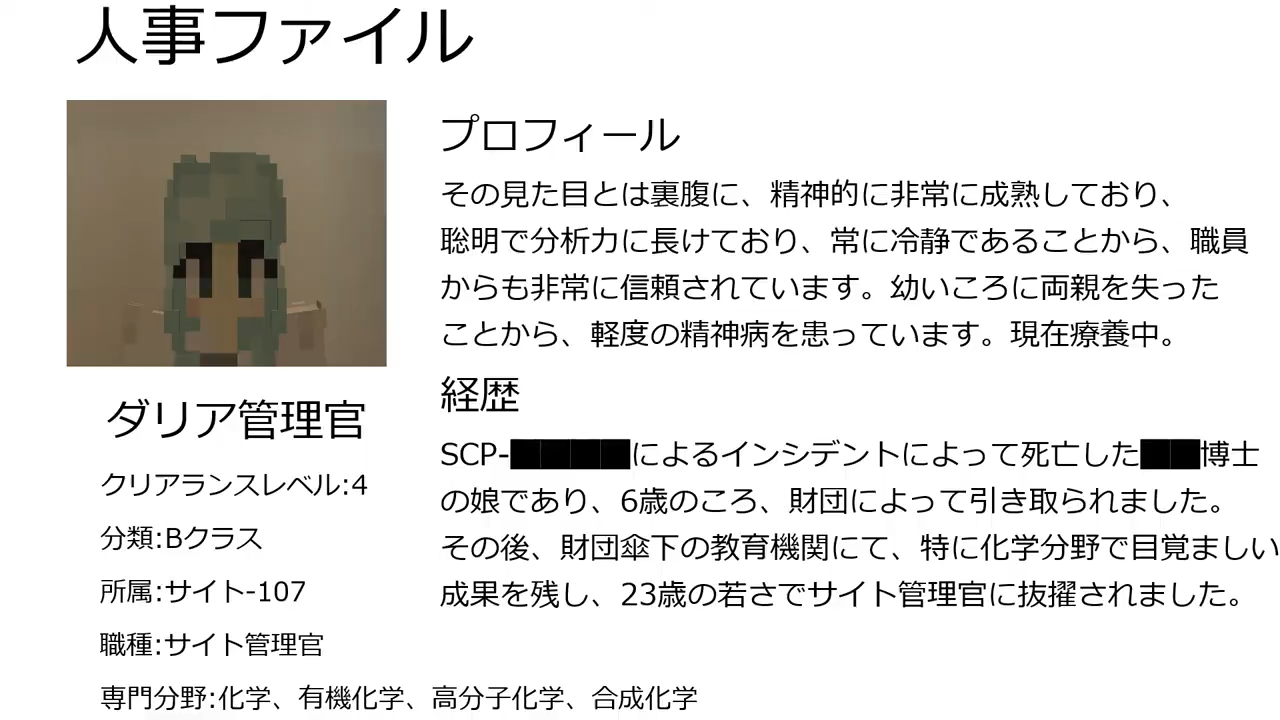 人事ファイル
プロフィール
その見た目とは裏腹に、精神的に非常に成熟しており、
聡明で分析力に長けており、常に冷静であることから、職員
からも非常に信頼されています。幼いころに両親を失った
ことから、軽度の精神病を患っています。現在療養中。
経歴
SCP-████によるインシデントによって死亡した██博士
の娘であり、6歳のころ、財団によって引き取られました。
その後、財団傘下の教育機関にて、特に化学分野で目覚ましい
成果を残し、23歳の若さでサイト管理官に抜擢されました。
ダリア管理官
クリアランスレベル:4
分類:Bクラス
所属:サイト-107
職種:サイト管理官
専門分野:化学、有機化学、高分子化学、合成化学